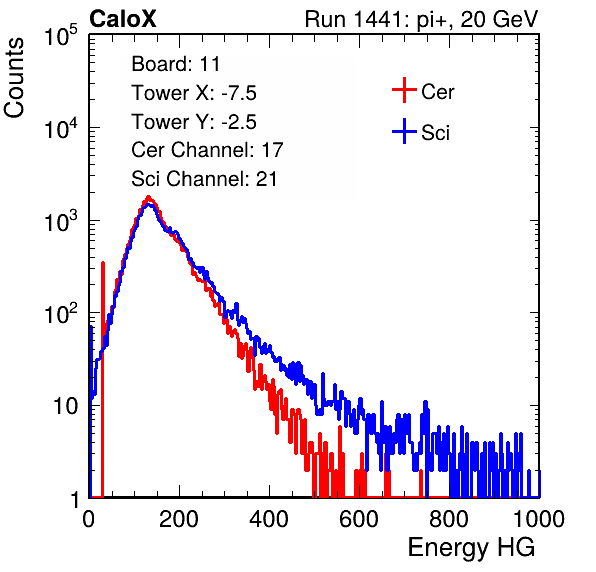 CaloX Run 1441: pi+, 20 GeV
Counts
10^5
10^4
10^3
10^2
10
1
Board: 11
Tower X: -7.5
Tower Y: -2.5
Cer Channel: 17
Sci Channel: 21
Cer
Sci
0 200 400 600 800 1000
Energy HG